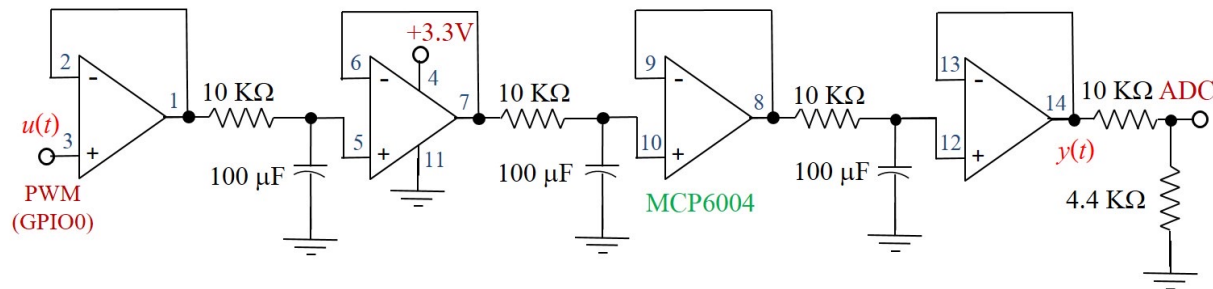 +3.3V
2
-
1
10 KΩ
6
-
4
7
10 KΩ
9
-
8
10 KΩ
13
-
14
10 KΩ
ADC
u(t)
3
+
5
+
11
10
+
12
+
y(t)
PWM
(GPIO0)
100 µF
100 µF
MCP6004
100 µF
4.4 KΩ